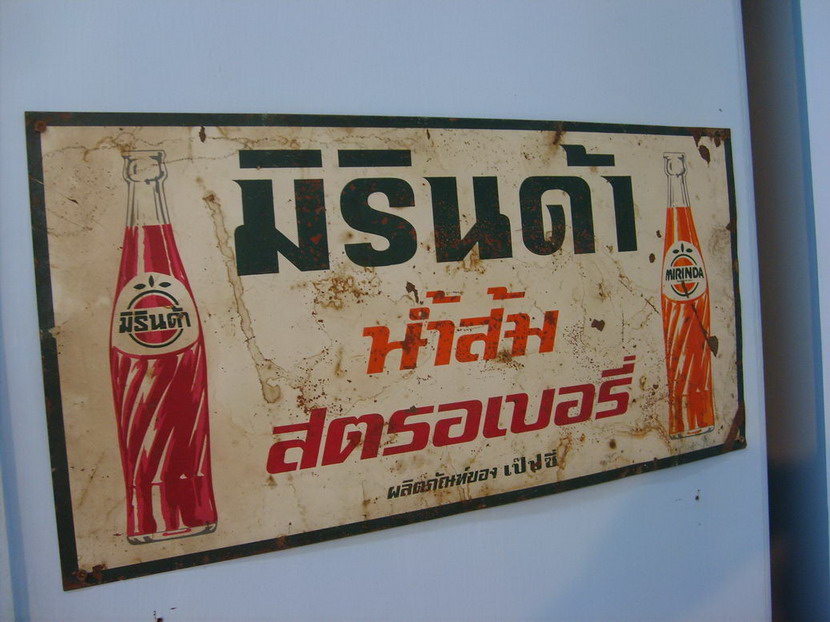 มิรินด้า
น้ำส้ม
สตรอเบอรี่
ผลิตภัณฑ์ของ เป๊ปซี่
มิรินด้า
MIRINDA